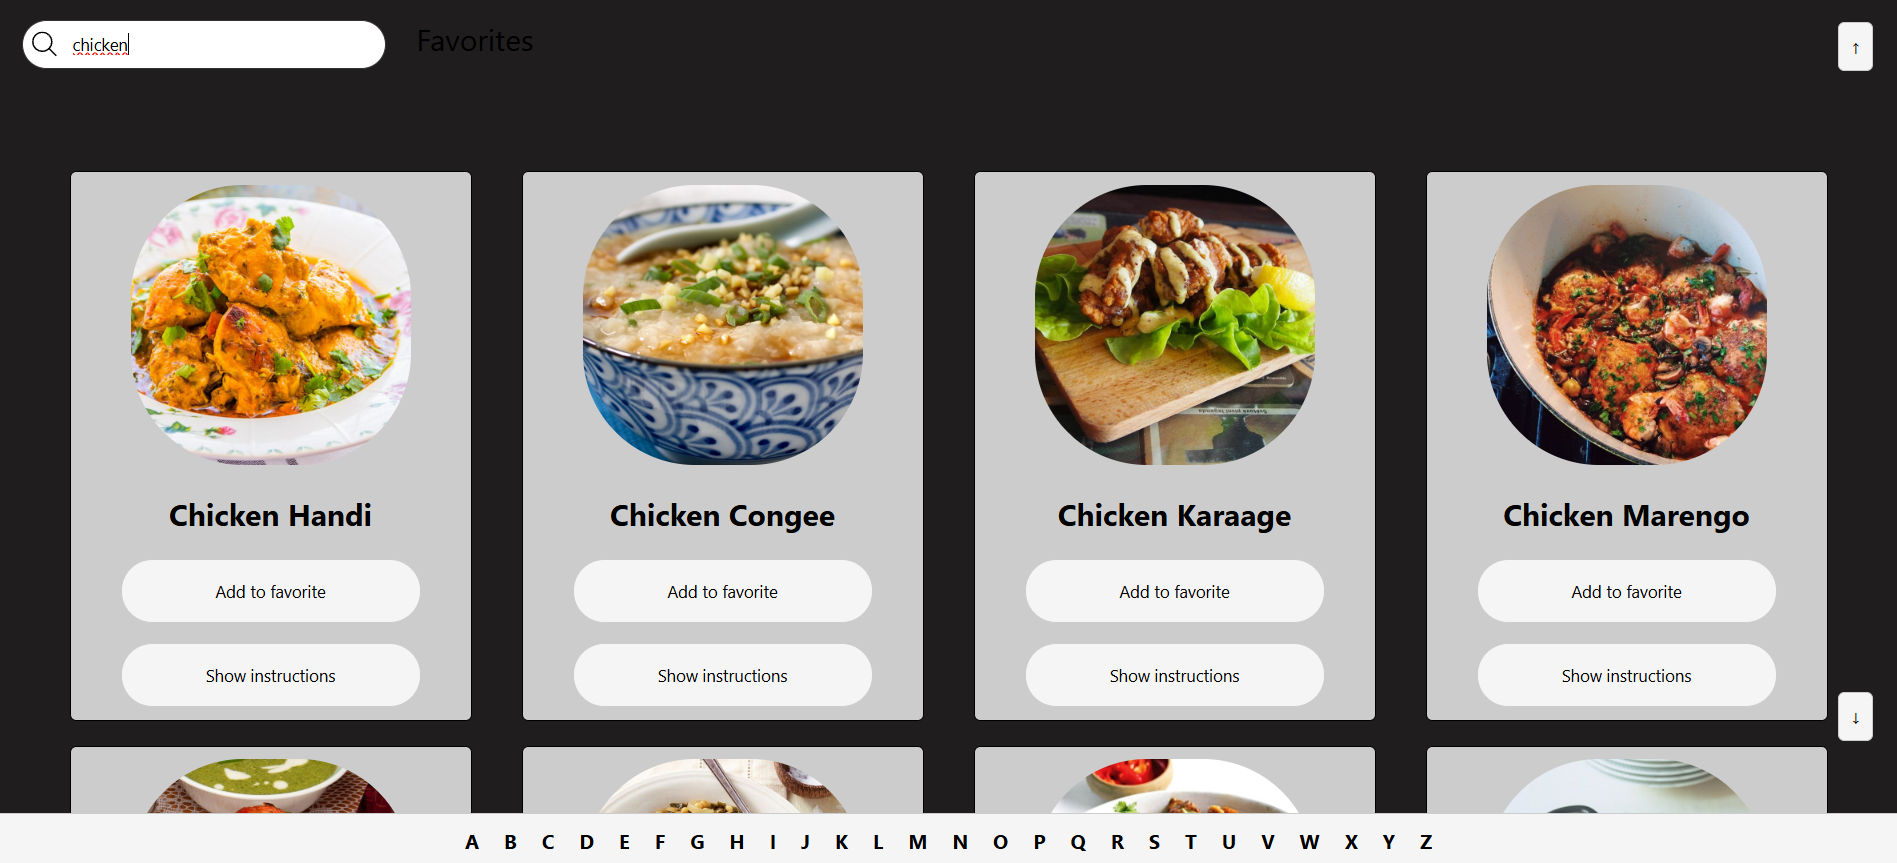 chicken
Favorites
↑
Chicken Handi
Chicken Congee
Chicken Karaage
Chicken Marengo
Add to favorite
Add to favorite
Add to favorite
Add to favorite
Show instructions
Show instructions
Show instructions
Show instructions
↓
A B C D E F G H I J K L M N O P Q R S T U V W X Y Z